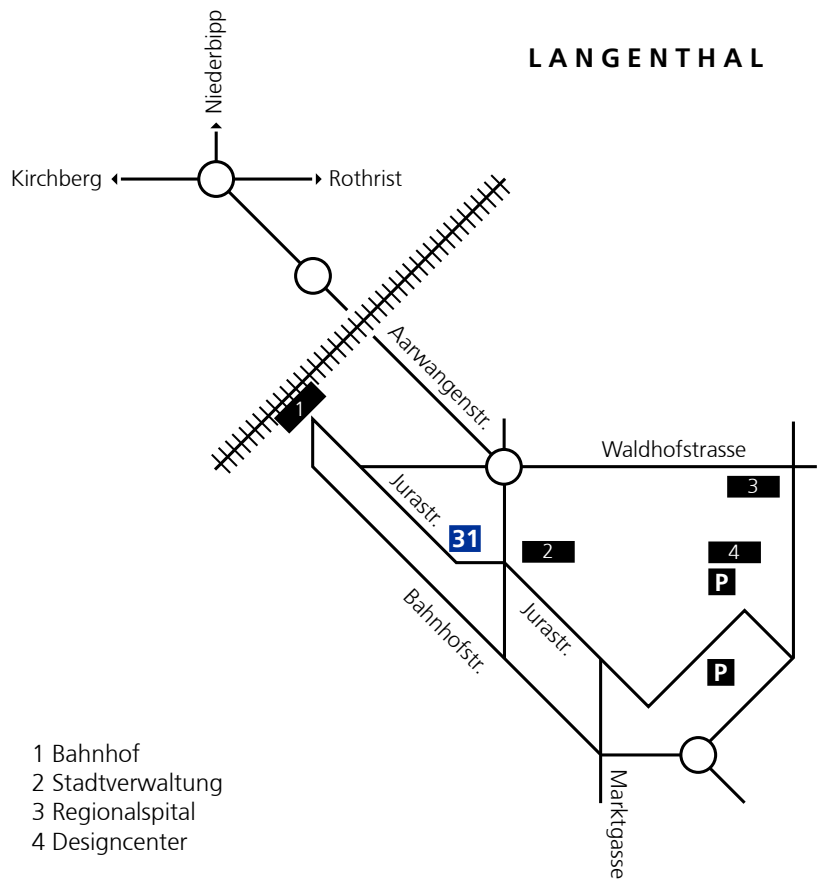 LANGENTHAL
Niederbipp
Kirchberg
Rothrist
Aarwangenstr.
1
Waldhofstrasse
3
Jurastr.
31
2
4
P
Bahnhofstr.
Jurastr.
P
Marktgasse
1 Bahnhof
2 Stadtverwaltung
3 Regionalspital
4 Designcenter